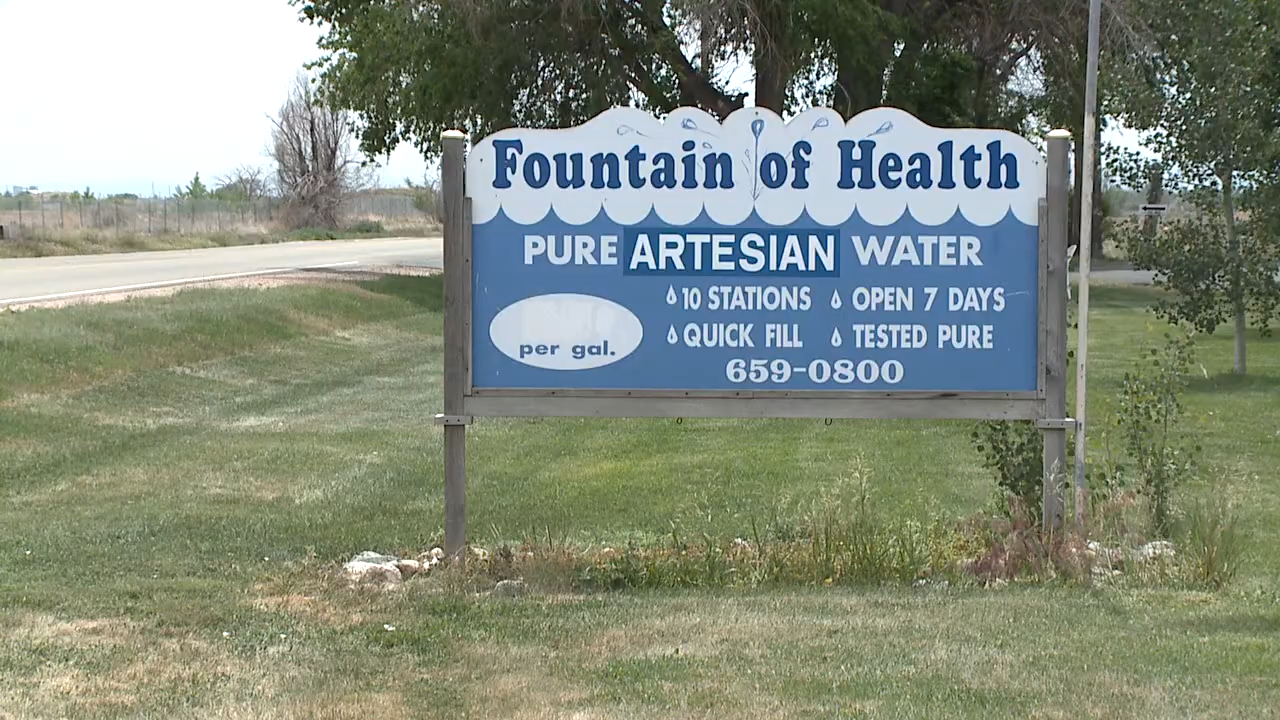 Fountain of Health
PURE ARTESIAN WATER
10 STATIONS OPEN 7 DAYS
QUICK FILL TESTED PURE
per gal.
659-0800